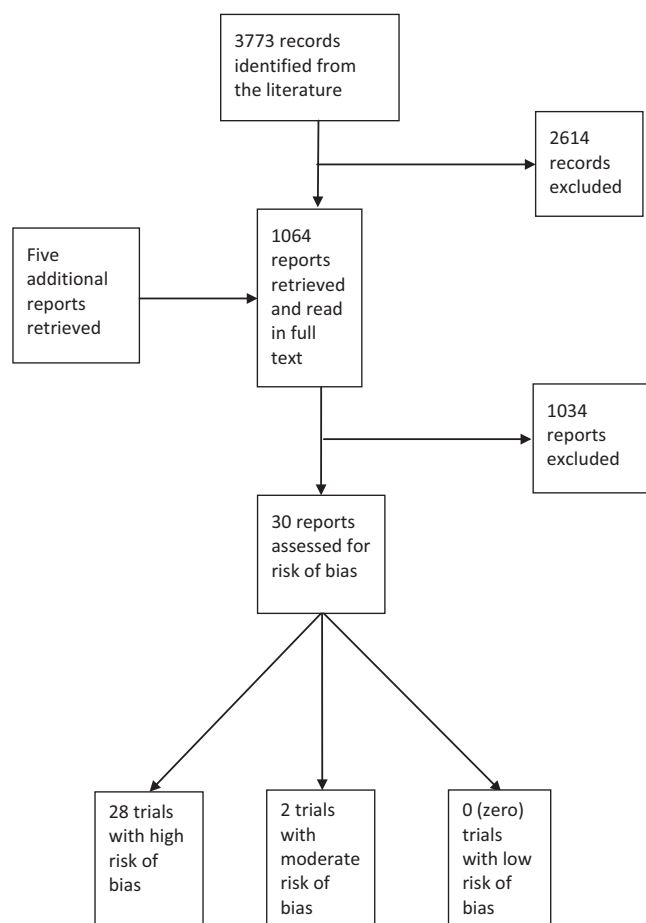 3773 records
identified from
the literature
2614
records
excluded
Five
additional
reports
retrieved
1064
reports
retrieved
and read
in full
text
1034
reports
excluded
30 reports
assessed for
risk of bias
28 trials
with high
risk of
bias
2 trials
with
moderate
risk of
bias
0 (zero)
trials
with low
risk of
bias